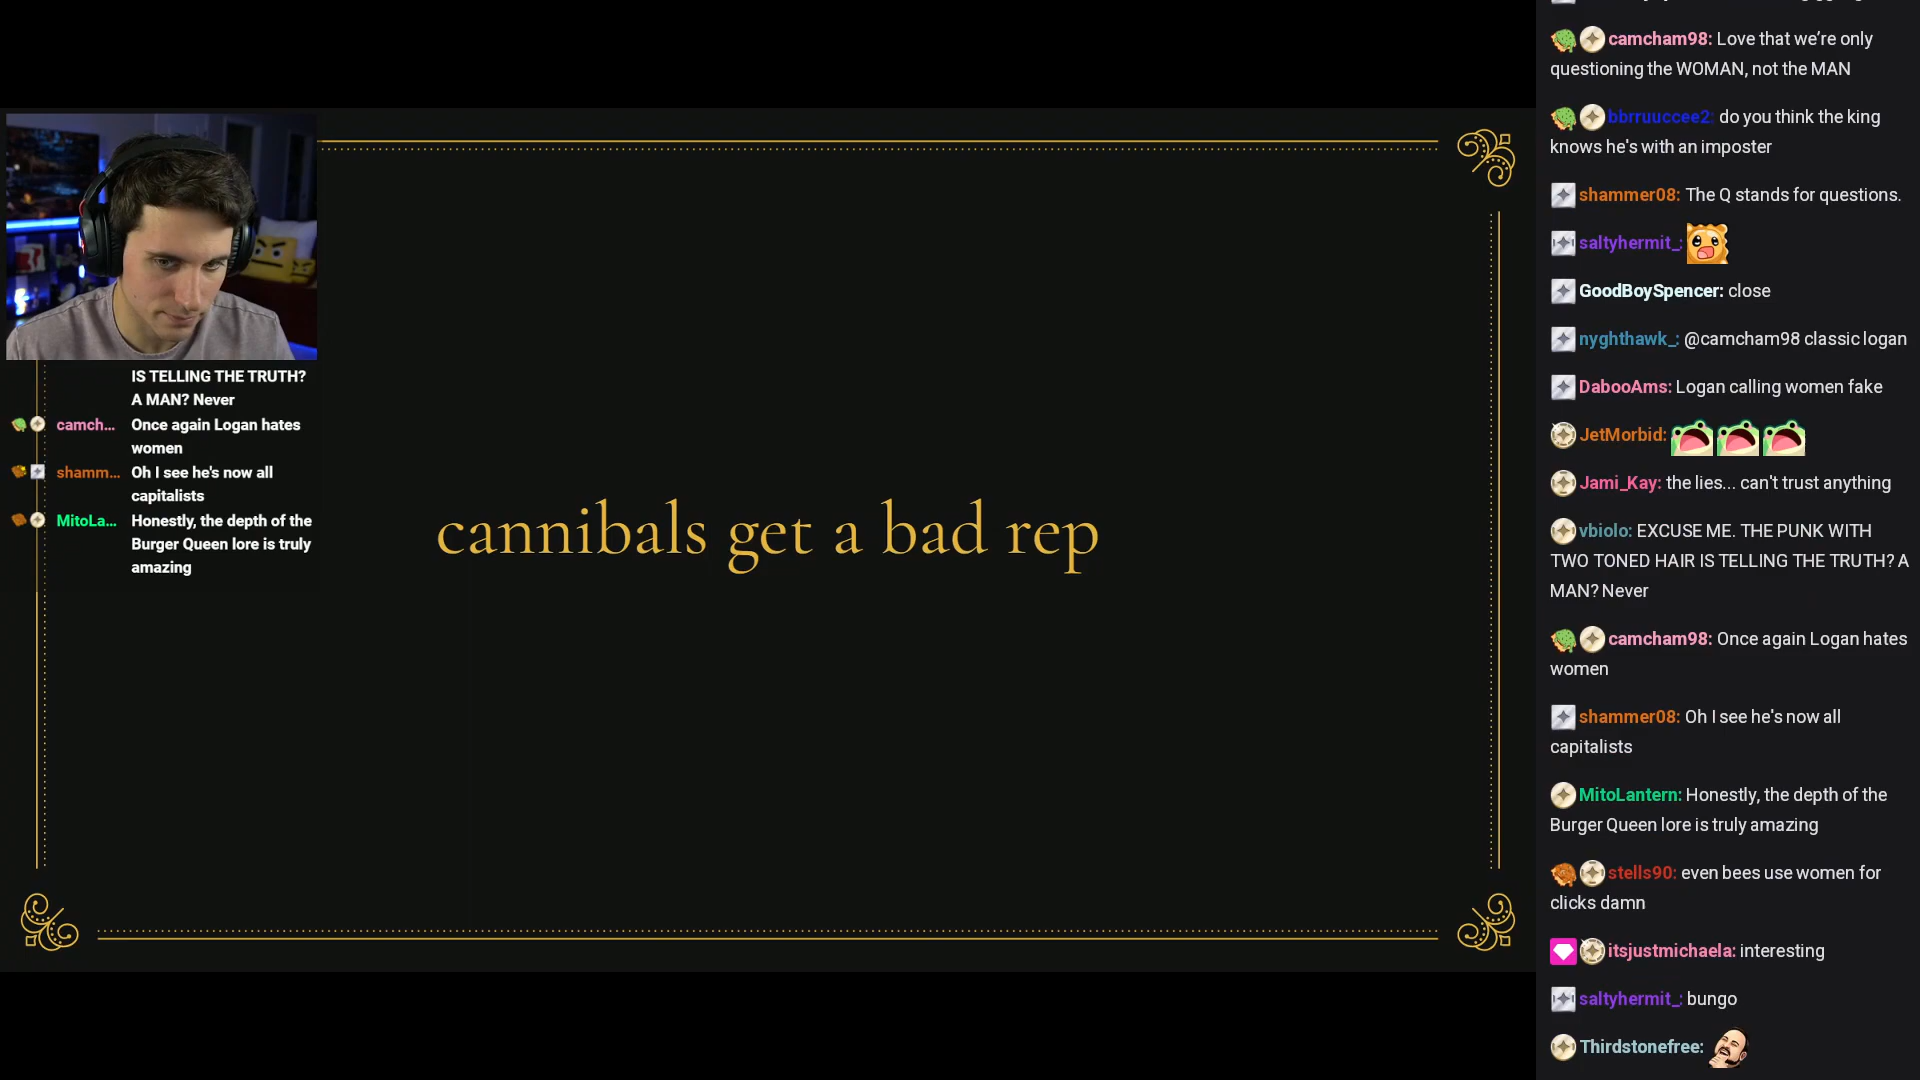 IS TELLING THE TRUTH?
A MAN? Never
camch... Once again Logan hates
women
shamm... Oh I see he's now all
capitalists
MitoLa... Honestly, the depth of the
Burger Queen lore is truly
amazing
cannibals get a bad rep
camcham98: Love that we’re only
questioning the WOMAN, not the MAN
bbrruuccee2: do you think the king
knows he's with an imposter
shammer08: The Q stands for questions.
saltyhermit_:
GoodBoySpencer: close
nyghthawk_: @camcham98 classic logan
DabooAms: Logan calling women fake
JetMorbid:
Jami_Kay: the lies... can't trust anything
vbiolo: EXCUSE ME. THE PUNK WITH
TWO TONED HAIR IS TELLING THE TRUTH? A
MAN? Never
camcham98: Once again Logan hates
women
shammer08: Oh I see he's now all
capitalists
MitoLantern: Honestly, the depth of the
Burger Queen lore is truly amazing
stells90: even bees use women for
clicks damn
itsjustmichaela: interesting
saltyhermit_: bungo
Thirdstonefree: